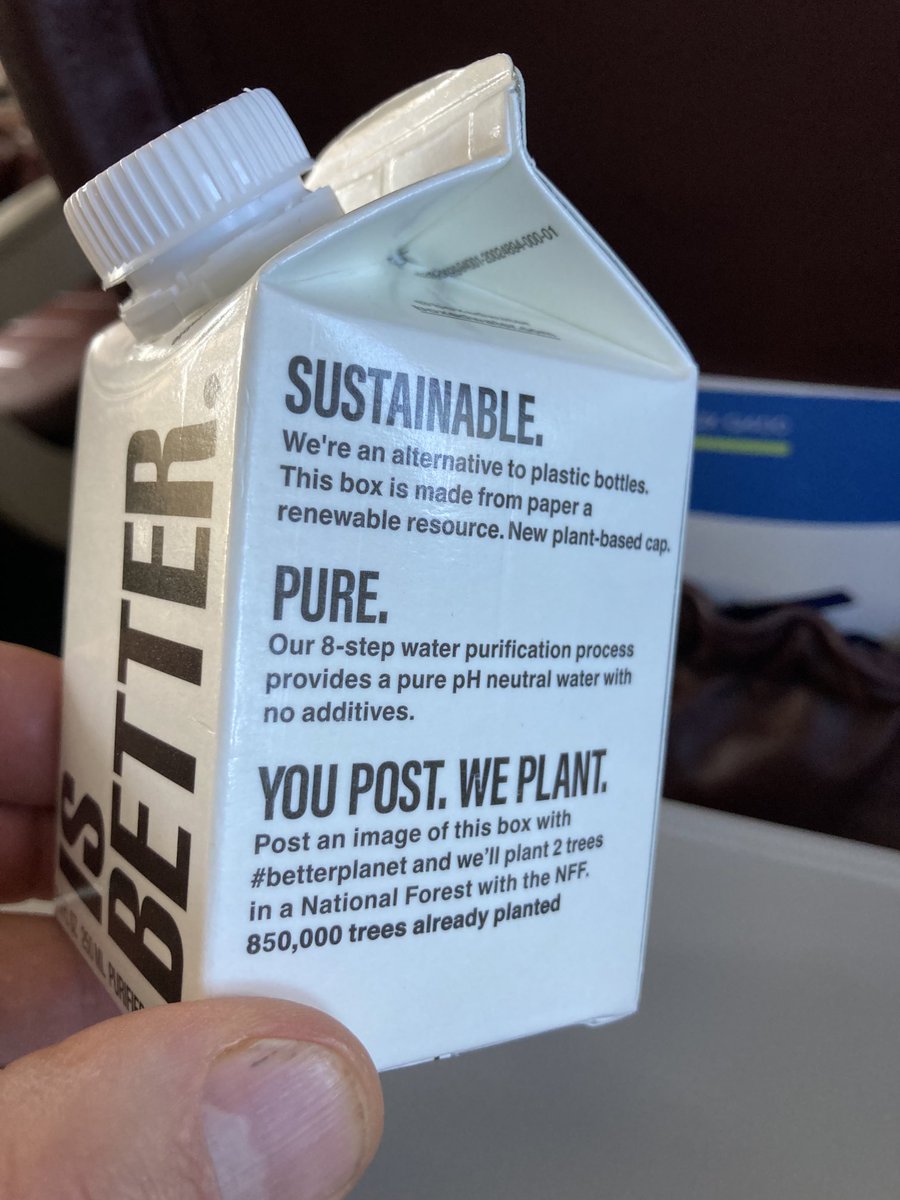 IS
BETTER.
250 ML
SUSTAINABLE.
We're an alternative to plastic bottles.
This box is made from paper a
renewable resource. New plant-based cap.
PURE.
Our 8-step water purification process
provides a pure pH neutral water with
no additives.
YOU POST. WE PLANT.
Post an image of this box with
#betterplanet and we'll plant 2 trees
in a National Forest with the NFF.
850,000 trees already planted